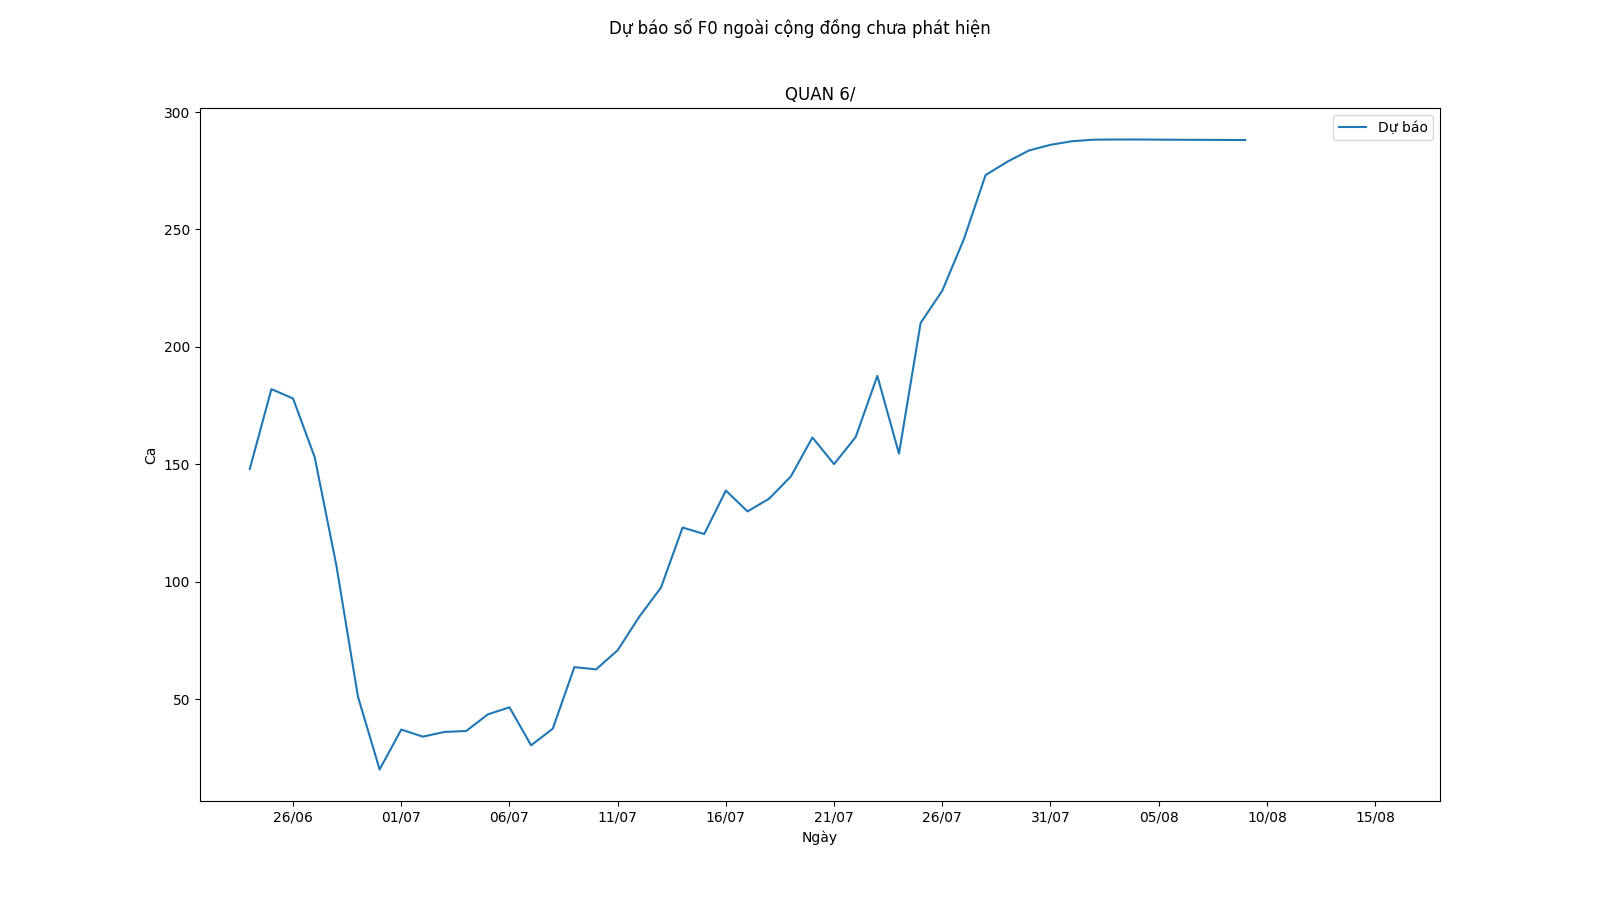 Dự báo số F0 ngoài cộng đồng chưa phát hiện
QUAN 6/
Dự báo
300
250
200
150
100
50
Ca
26/06 01/07 06/07 11/07 16/07 21/07 26/07 31/07 05/08 10/08 15/08
Ngày